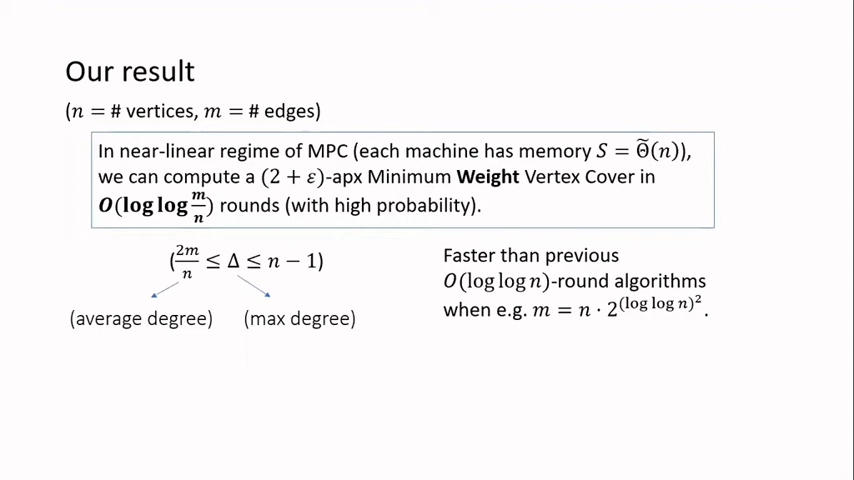 Our result
(n = # vertices, m = # edges)
In near-linear regime of MPC (each machine has memory S = Θ̃(n)),
we can compute a (2 + ε)-apx Minimum Weight Vertex Cover in
O(log log m/n) rounds (with high probability).
(2m/n ≤ Δ ≤ n − 1)
(average degree) (max degree)
Faster than previous
O(log log n)-round algorithms
when e.g. m = n · 2^(log log n)^2.